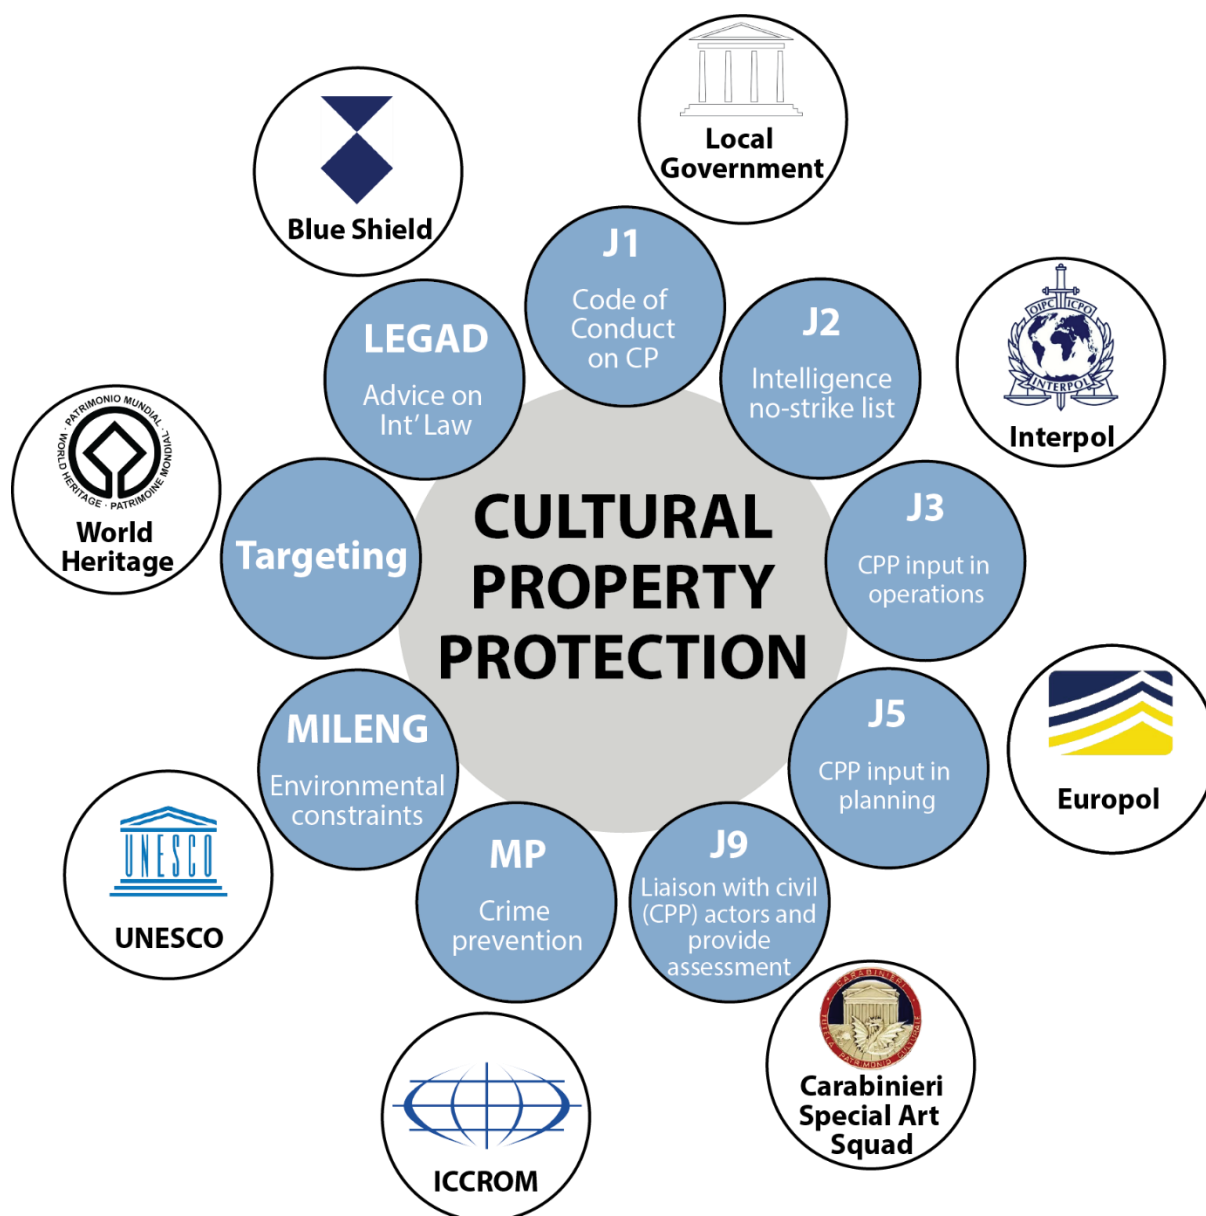 Local
Government
Blue Shield
J1
Code of
Conduct
on CP
OIPC ICPO
INTERPOL
Interpol
J2
Intelligence
no-strike list
LEGAD
Advice on
Int' Law
PATRIMONIO MUNDIAL · WORLD HERITAGE · PATRIMOINE MONDIAL ·
World
Heritage
CULTURAL
PROPERTY
PROTECTION
J3
CPP input in
operations
Targeting
J5
CPP input in
planning
Europol
MILENG
Environmental
constraints
UNESCO
UNESCO
MP
Crime
prevention
J9
Liaison with civil
(CPP) actors and
provide
assessment
CARABINIERI
TUTELA PATRIMONIO CULTURALE
Carabinieri
Special Art
Squad
ICCROM